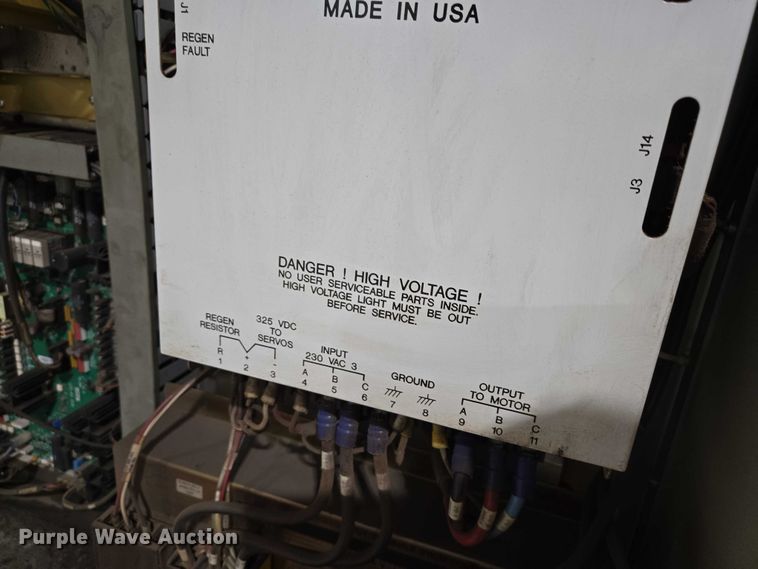 MADE IN USA
J1
REGEN
FAULT
J14
J3
DANGER ! HIGH VOLTAGE !
NO USER SERVICEABLE PARTS INSIDE.
HIGH VOLTAGE LIGHT MUST BE OUT
BEFORE SERVICE.
REGEN
RESISTOR
325 VDC
TO
SERVOS
INPUT
230 VAC 3
GROUND
OUTPUT
TO MOTOR
R + - A B C A B C
1 2 3 4 5 6 7 8 9 10 11
Purple Wave Auction